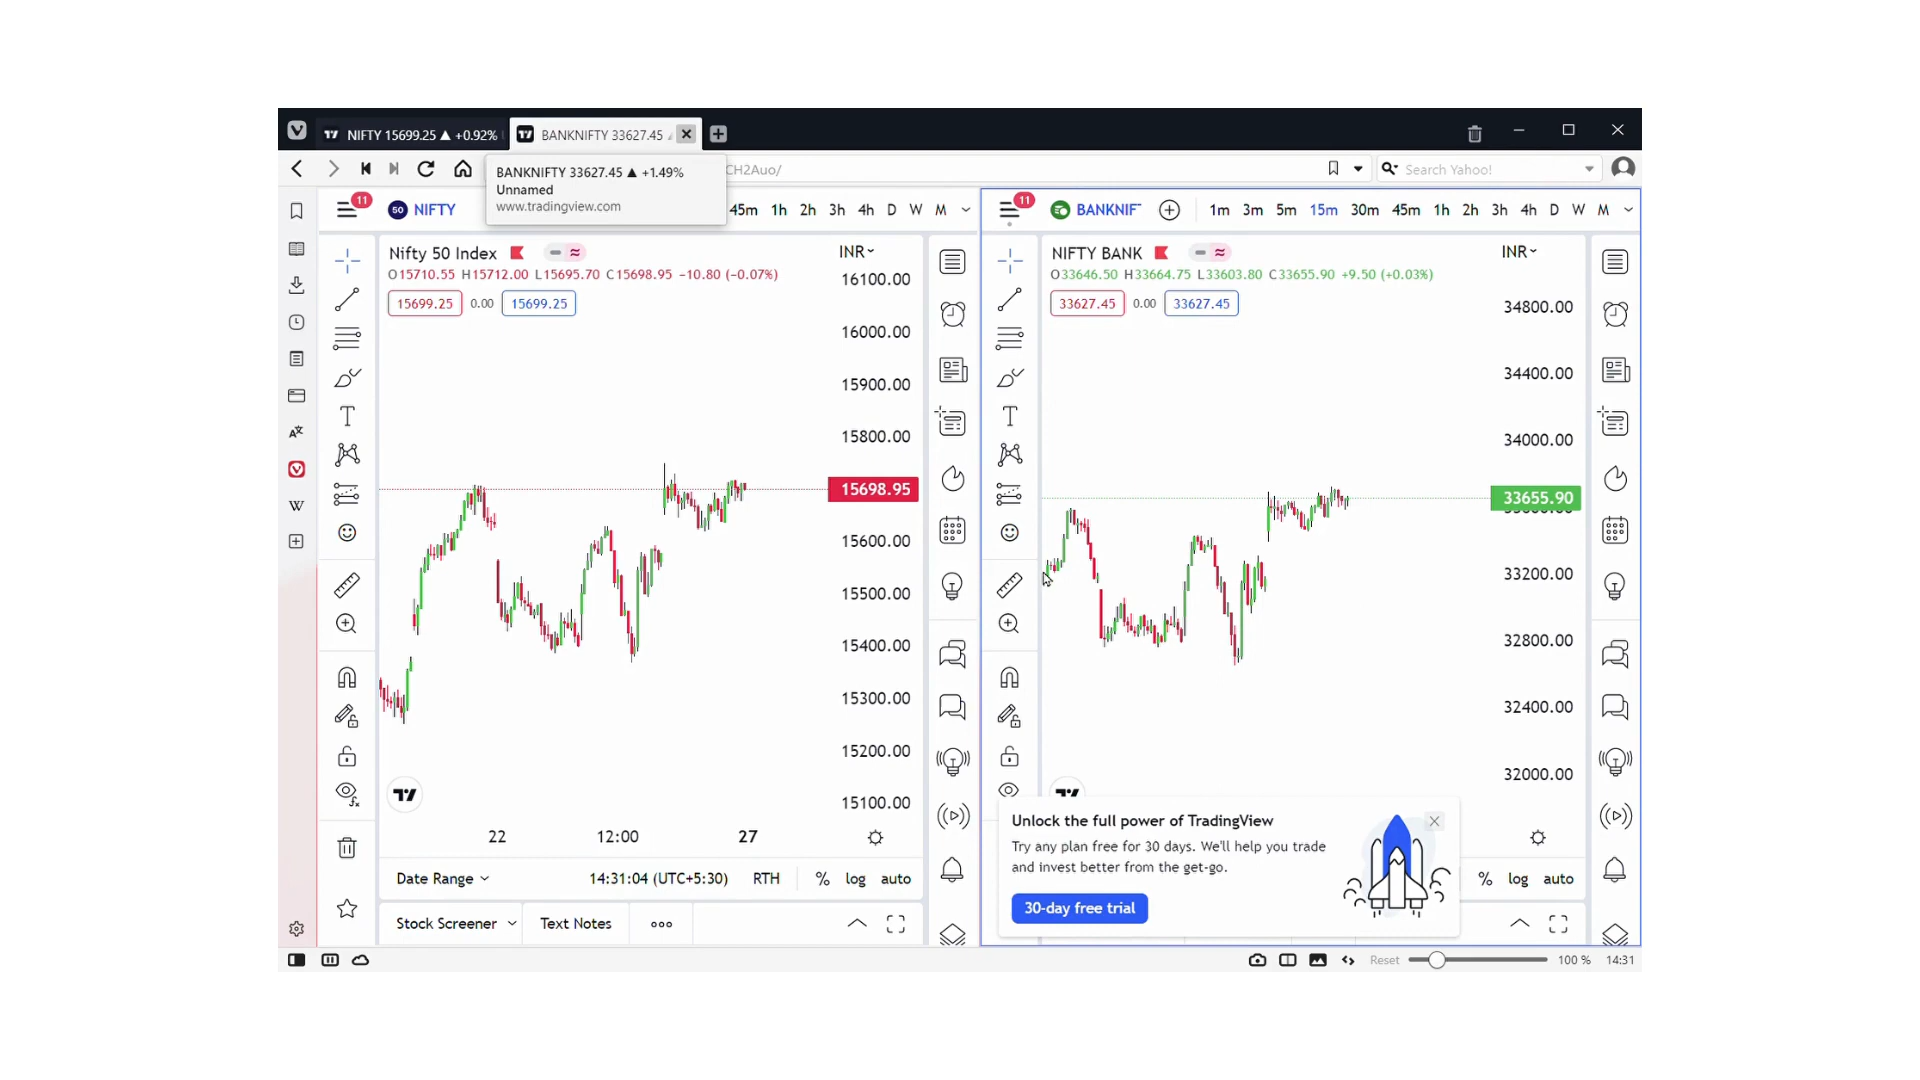 NIFTY 15699.25 ▲ +0.92%
BANKNIFTY 33627.45
BANKNIFTY 33627.45 ▲ +1.49%
Unnamed
www.tradingview.com
CH2Auo/
Search Yahoo!
11
50 NIFTY
45m 1h 2h 3h 4h D W M
11
BANKNIF
1m 3m 5m 15m 30m 45m 1h 2h 3h 4h D W M
Nifty 50 Index
INR
O15710.55 H15712.00 L15695.70 C15698.95 −10.80 (−0.07%)
15699.25 0.00 15699.25
16100.00
16000.00
15900.00
15800.00
15698.95
15600.00
15500.00
15400.00
15300.00
15200.00
15100.00
22 12:00 27
Date Range
14:31:04 (UTC+5:30) RTH % log auto
Stock Screener Text Notes
NIFTY BANK
INR
O33646.50 H33664.75 L33603.80 C33655.90 +9.50 (+0.03%)
33627.45 0.00 33627.45
34800.00
34400.00
34000.00
33655.90
33200.00
32800.00
32400.00
32000.00
Unlock the full power of TradingView
Try any plan free for 30 days. We'll help you trade
and invest better from the get-go.
30-day free trial
% log auto
Reset 100 % 14:31